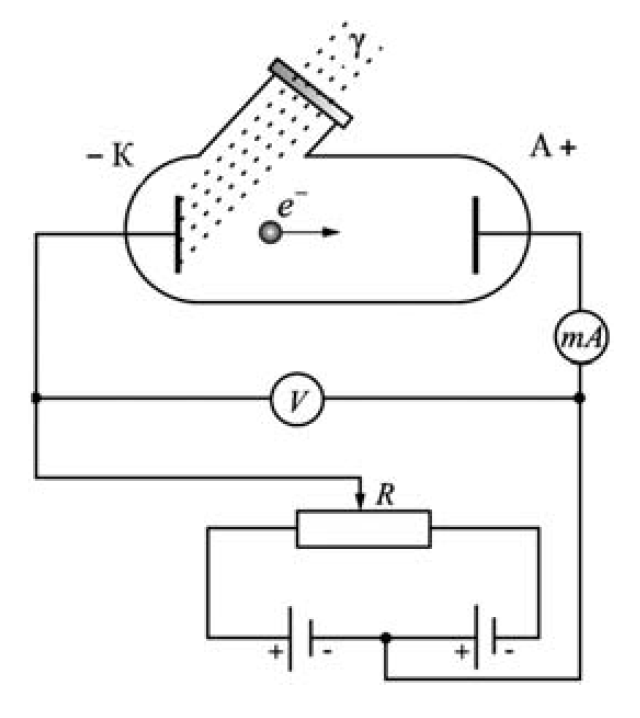 γ
– K
A +
e⁻
mA
V
R
+ - + -